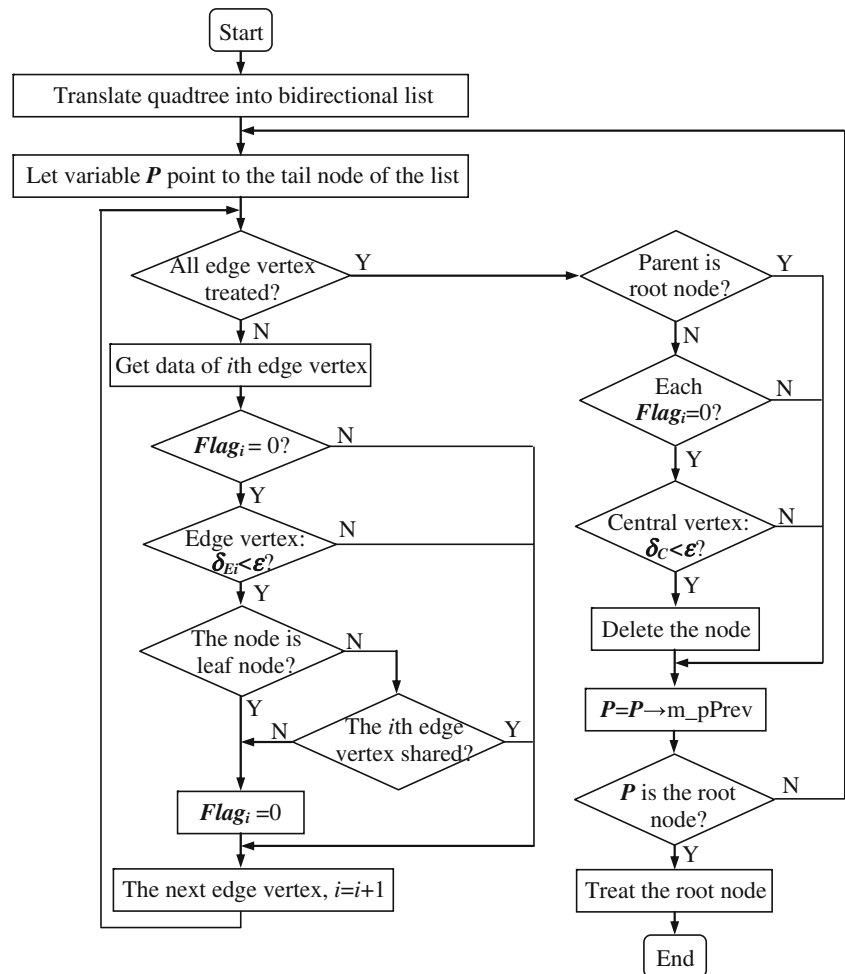 Start
Translate quadtree into bidirectional list
Let variable P point to the tail node of the list
All edge vertex
treated?
Y
N
Get data of ith edge vertex
Flagi = 0?
N
Y
Edge vertex:
δEi<ε?
N
Y
The node is
leaf node?
N
Y
The ith edge
vertex shared?
N
Y
Flagi =0
The next edge vertex, i=i+1
Parent is
root node?
Y
N
Each
Flagi=0?
N
Y
Central vertex:
δC<ε?
N
Y
Delete the node
P=P→m_pPrev
P is the root
node?
N
Y
Treat the root node
End